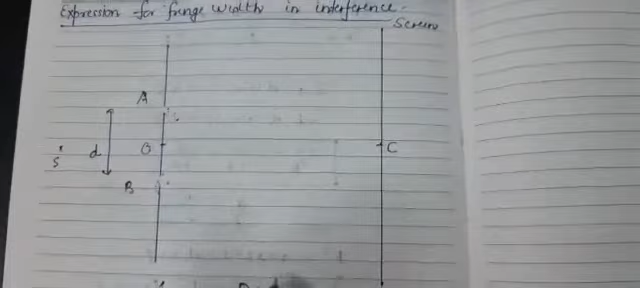 Expression for fringe width in interference.
Screen
A
S d O C
B